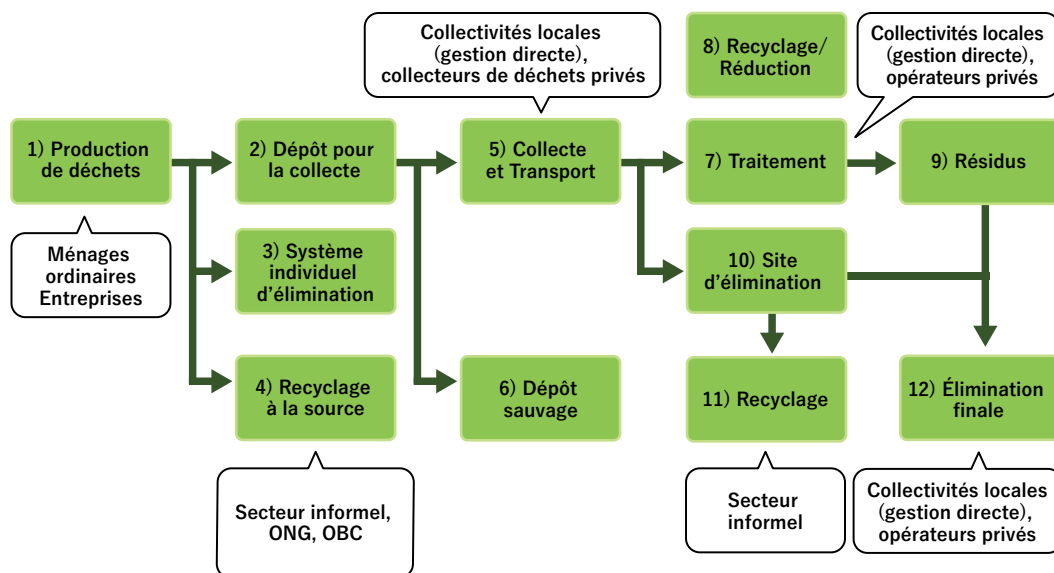 Collectivités locales
(gestion directe),
collecteurs de déchets privés
8) Recyclage/
Réduction
Collectivités locales
(gestion directe),
opérateurs privés
1) Production
de déchets
2) Dépôt pour
la collecte
5) Collecte
et Transport
7) Traitement
9) Résidus
Ménages
ordinaires
Entreprises
3) Système
individuel
d'élimination
10) Site
d'élimination
4) Recyclage
à la source
6) Dépôt
sauvage
11) Recyclage
12) Élimination
finale
Secteur informel,
ONG, OBC
Secteur
informel
Collectivités locales
(gestion directe),
opérateurs privés